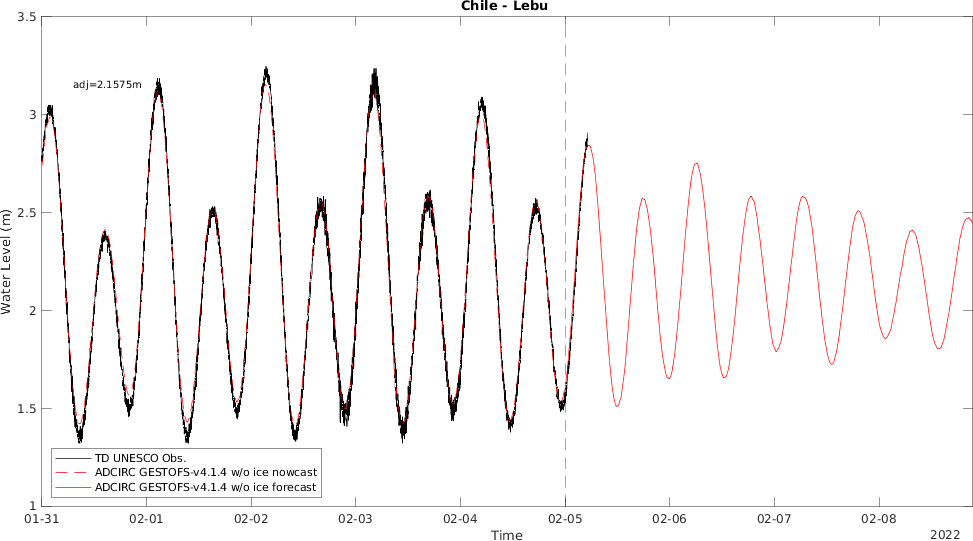 Chile - Lebu
3.5
adj=2.1575m
3
2.5
Water Level (m)
2
1.5
TD UNESCO Obs.
ADCIRC GESTOFS-v4.1.4 w/o ice nowcast
ADCIRC GESTOFS-v4.1.4 w/o ice forecast
1
01-31 02-01 02-02 02-03 02-04 02-05 02-06 02-07 02-08
Time
2022